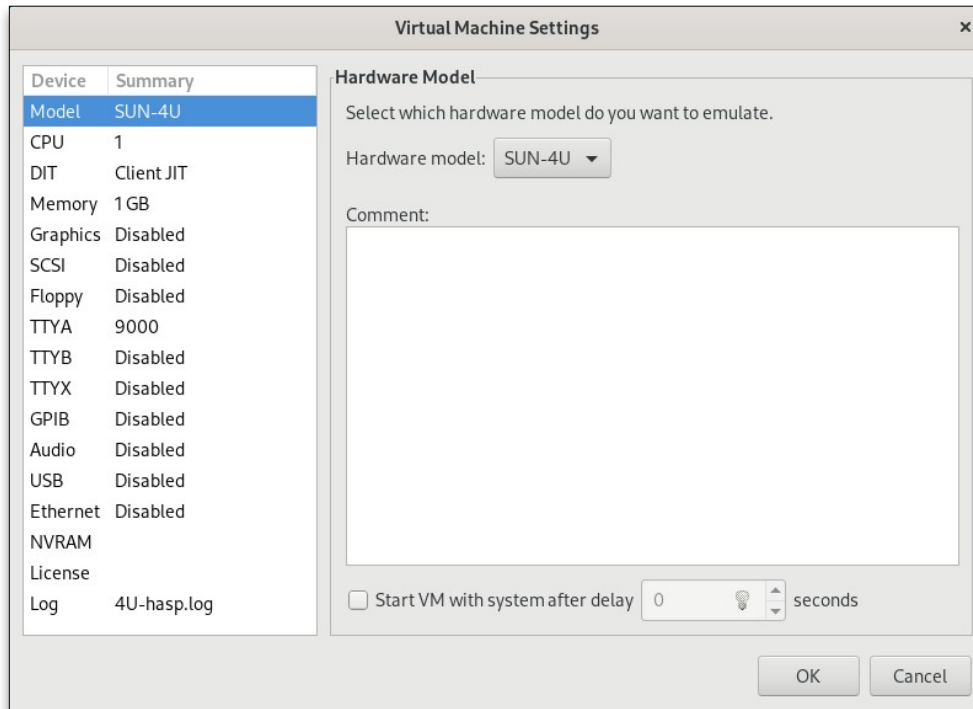 Virtual Machine Settings
Device Summary
Model SUN-4U
CPU 1
DIT Client JIT
Memory 1 GB
Graphics Disabled
SCSI Disabled
Floppy Disabled
TTYA 9000
TTYB Disabled
TTYX Disabled
GPIB Disabled
Audio Disabled
USB Disabled
Ethernet Disabled
NVRAM
License
Log 4U-hasp.log
Hardware Model
Select which hardware model do you want to emulate.
Hardware model: SUN-4U
Comment:
Start VM with system after delay 0 seconds
OK Cancel